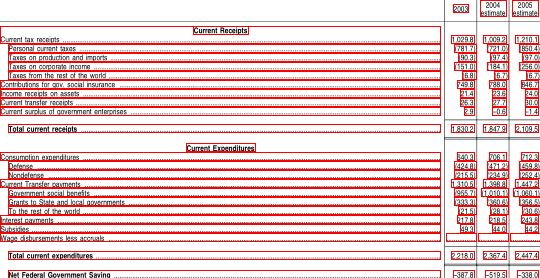 2003 2004 estimate 2005 estimate
Current Receipts
Current tax receipts 1,029.8 1,009.2 1,210.1
Personal current taxes (781.7 (721.0) (850.4)
Taxes on production and imports (90.3) (97.4) (97.0)
Taxes on corporate income (151.0) (184.1) (256.0)
Taxes from the rest of the world (6.8) (6.7) (6.7)
Contributions for gov. social insurance 749.8 788.0 846.7
Income receipts on assets 21.4 23.6 24.0
Current transfer receipts 26.3 27.7 30.0
Current surplus of government enterprises 2.9 –0.6 –1.4
Total current receipts 1,830.2 1,847.9 2,109.5
Current Expenditures
Consumption expenditures 640.3 706.1 712.3
Defense (424.8) (471.2) (459.8)
Nondefense (215.5) (234.9) (252.4)
Current Transfer payments 1,310.5 1,398.8 1,447.2
Government social benefits (955.7) (1,010.1) (1,060.1)
Grants to State and local governments (333.3) (360.6) (356.5)
To the rest of the world (21.5) (28.1) (30.6)
Interest payments 217.8 218.5 243.8
Subsidies 49.3 44.0 44.2
Wage disbursements less accruals
Total current expenditures 2,218.0 2,367.4 2,447.4
Net Federal Government Saving –387.8 –519.5 –338.0